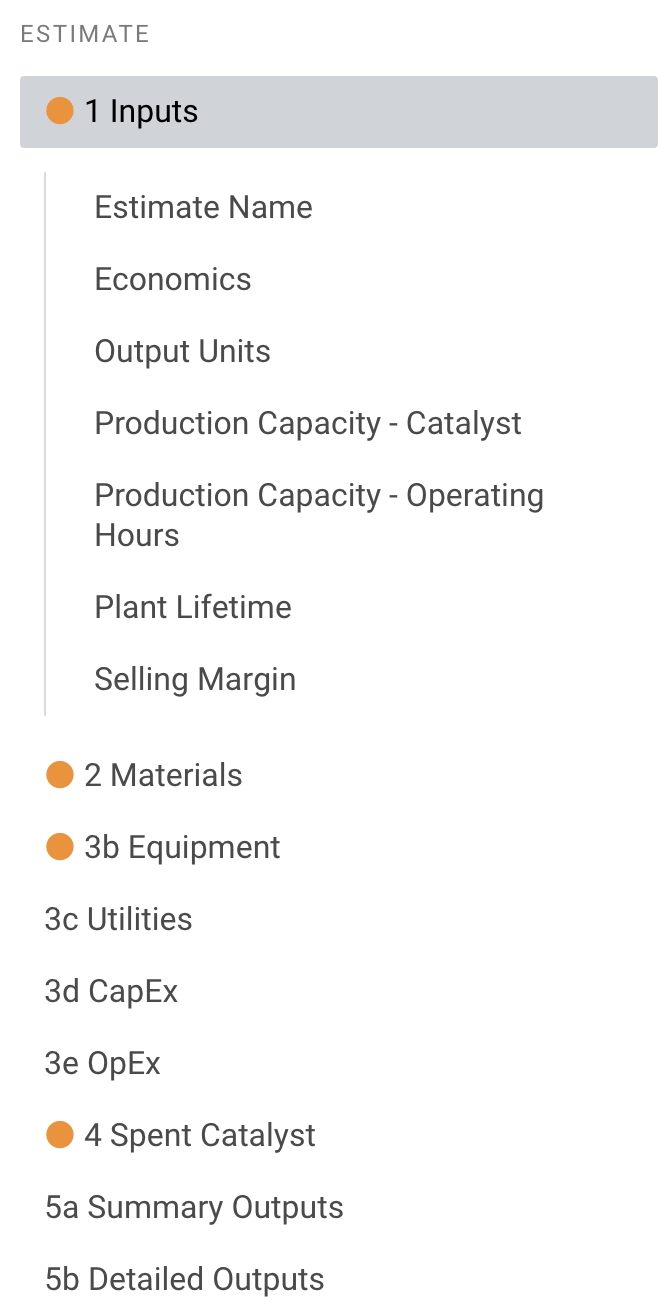 ESTIMATE
1 Inputs
Estimate Name
Economics
Output Units
Production Capacity - Catalyst
Production Capacity - Operating
Hours
Plant Lifetime
Selling Margin
2 Materials
3b Equipment
3c Utilities
3d CapEx
3e OpEx
4 Spent Catalyst
5a Summary Outputs
5b Detailed Outputs